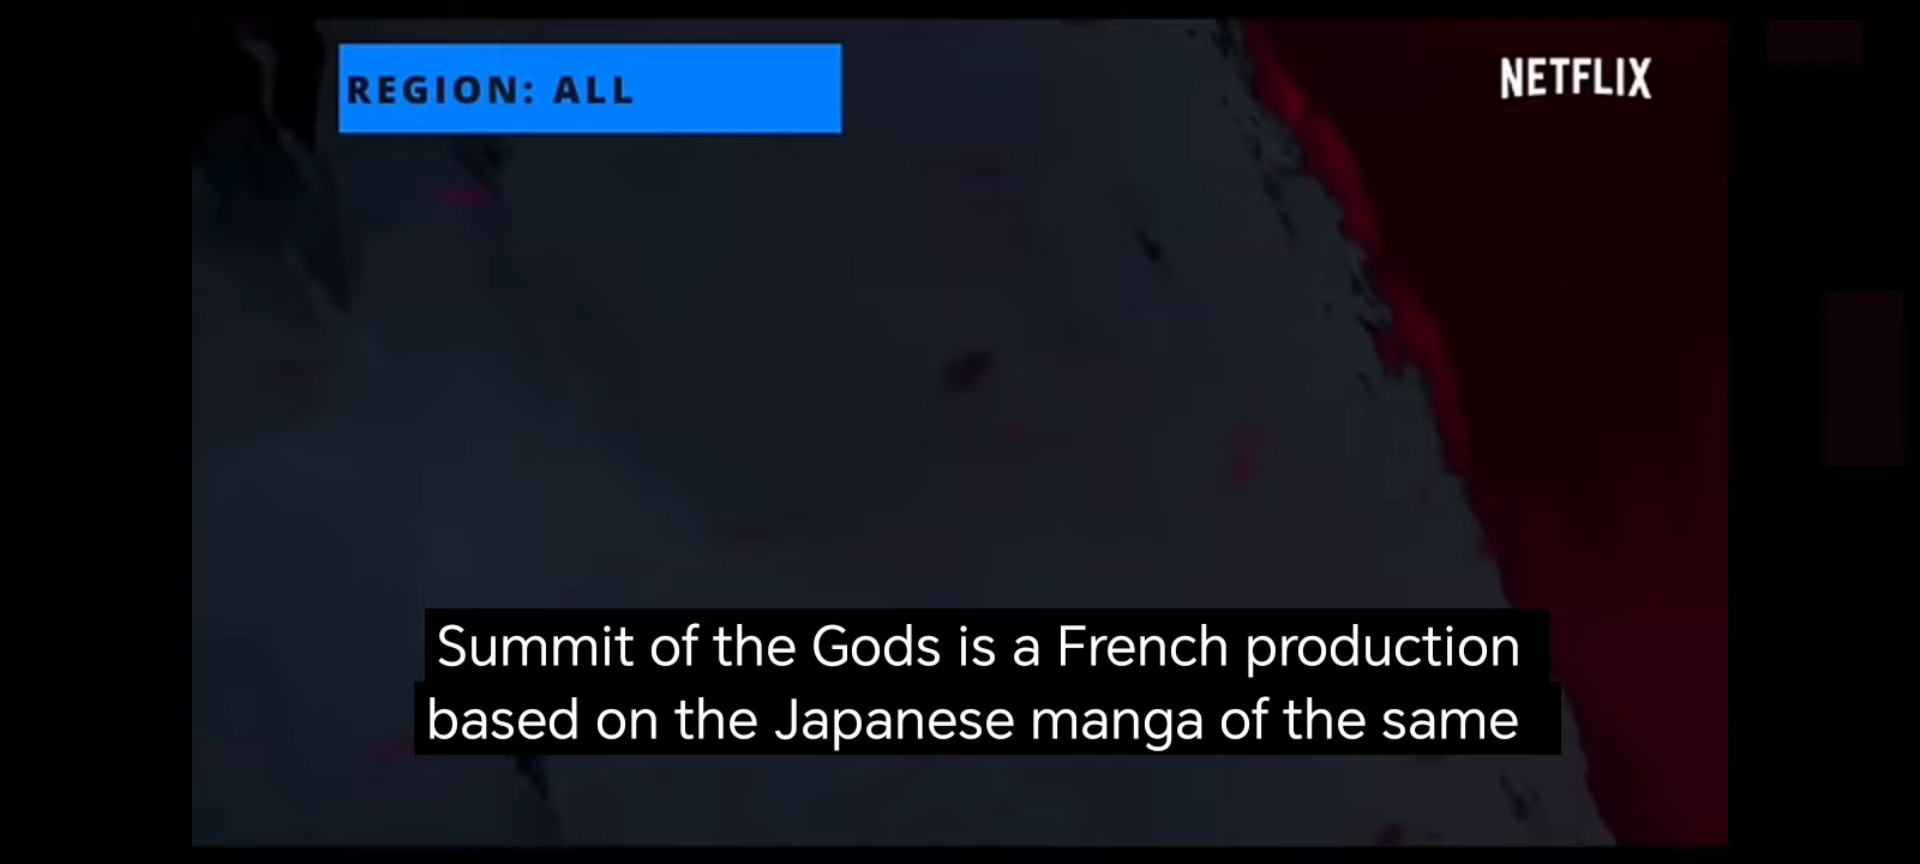 REGION: ALL
NETFLIX
Summit of the Gods is a French production
based on the Japanese manga of the same